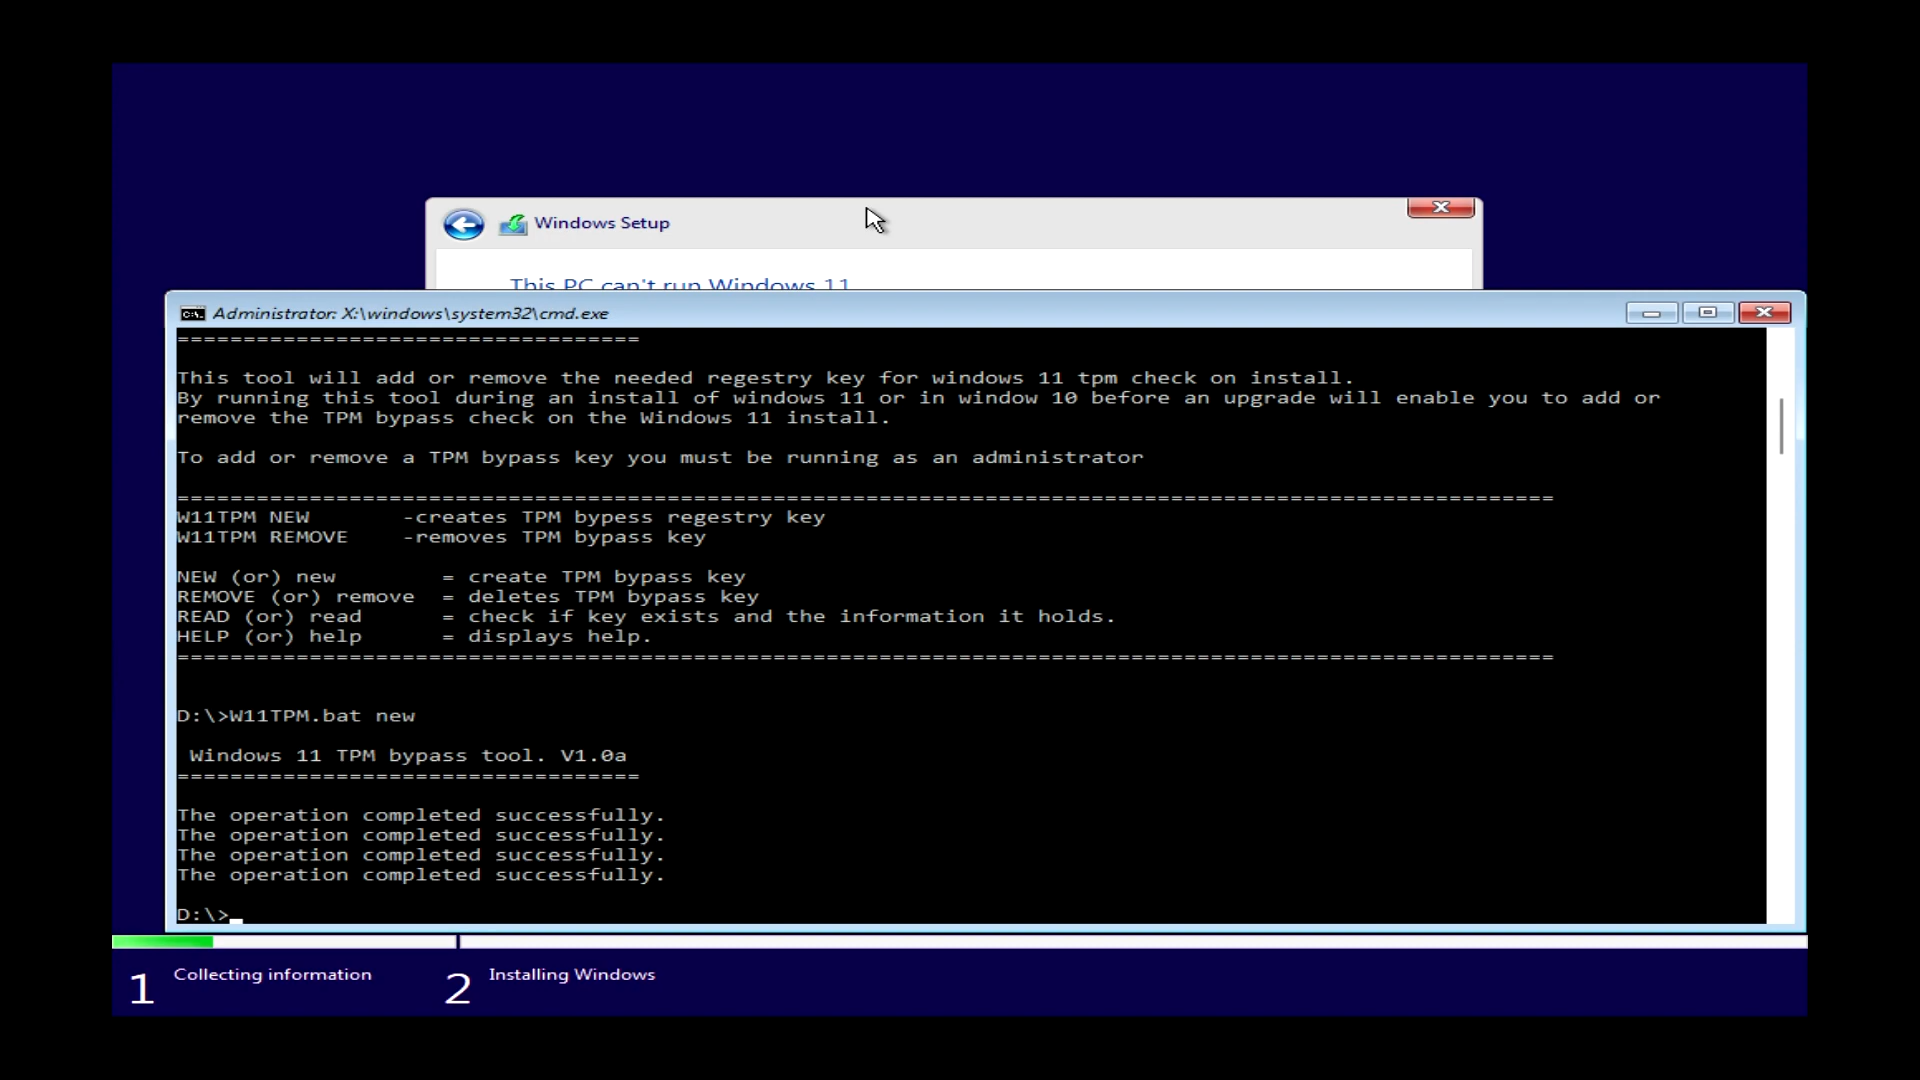 Windows Setup
This PC can't run Windows 11
Administrator: X:\windows\system32\cmd.exe
===================================
This tool will add or remove the needed regestry key for windows 11 tpm check on install.
By running this tool during an install of windows 11 or in window 10 before an upgrade will enable you to add or
remove the TPM bypass check on the Windows 11 install.
To add or remove a TPM bypass key you must be running as an administrator
========================================================================================================
W11TPM NEW       -creates TPM bypess regestry key
W11TPM REMOVE    -removes TPM bypass key
NEW (or) new        = create TPM bypass key
REMOVE (or) remove  = deletes TPM bypass key
READ (or) read      = check if key exists and the information it holds.
HELP (or) help      = displays help.
========================================================================================================
D:\>W11TPM.bat new
Windows 11 TPM bypass tool. V1.0a
===================================
The operation completed successfully.
The operation completed successfully.
The operation completed successfully.
The operation completed successfully.
D:\>_
1 Collecting information
2 Installing Windows